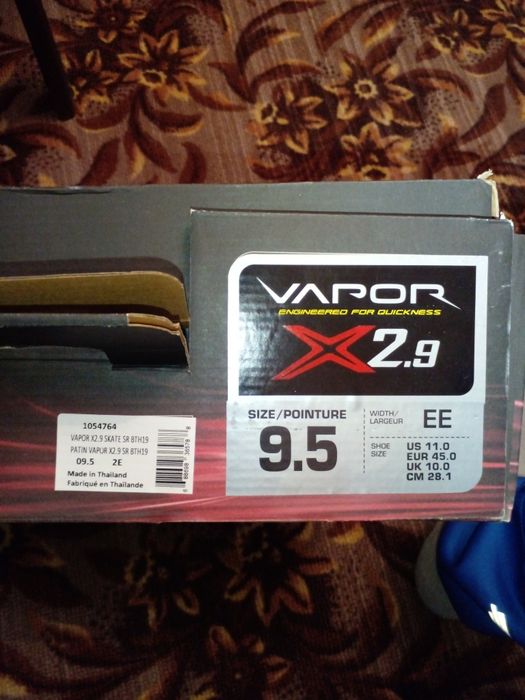 VAPOR
ENGINEERED FOR QUICKNESS
X2.9
SIZE/POINTURE
9.5
WIDTH/
LARGEUR
EE
SHOE
SIZE
US 11.0
EUR 45.0
UK 10.0
CM 28.1
1054764
VAPOR X2.9 SKATE SR BTH19
PATIN VAPUR X2.9 SR BTH19
09.5 2E
Made in Thailand
Fabriqué en Thaïlande